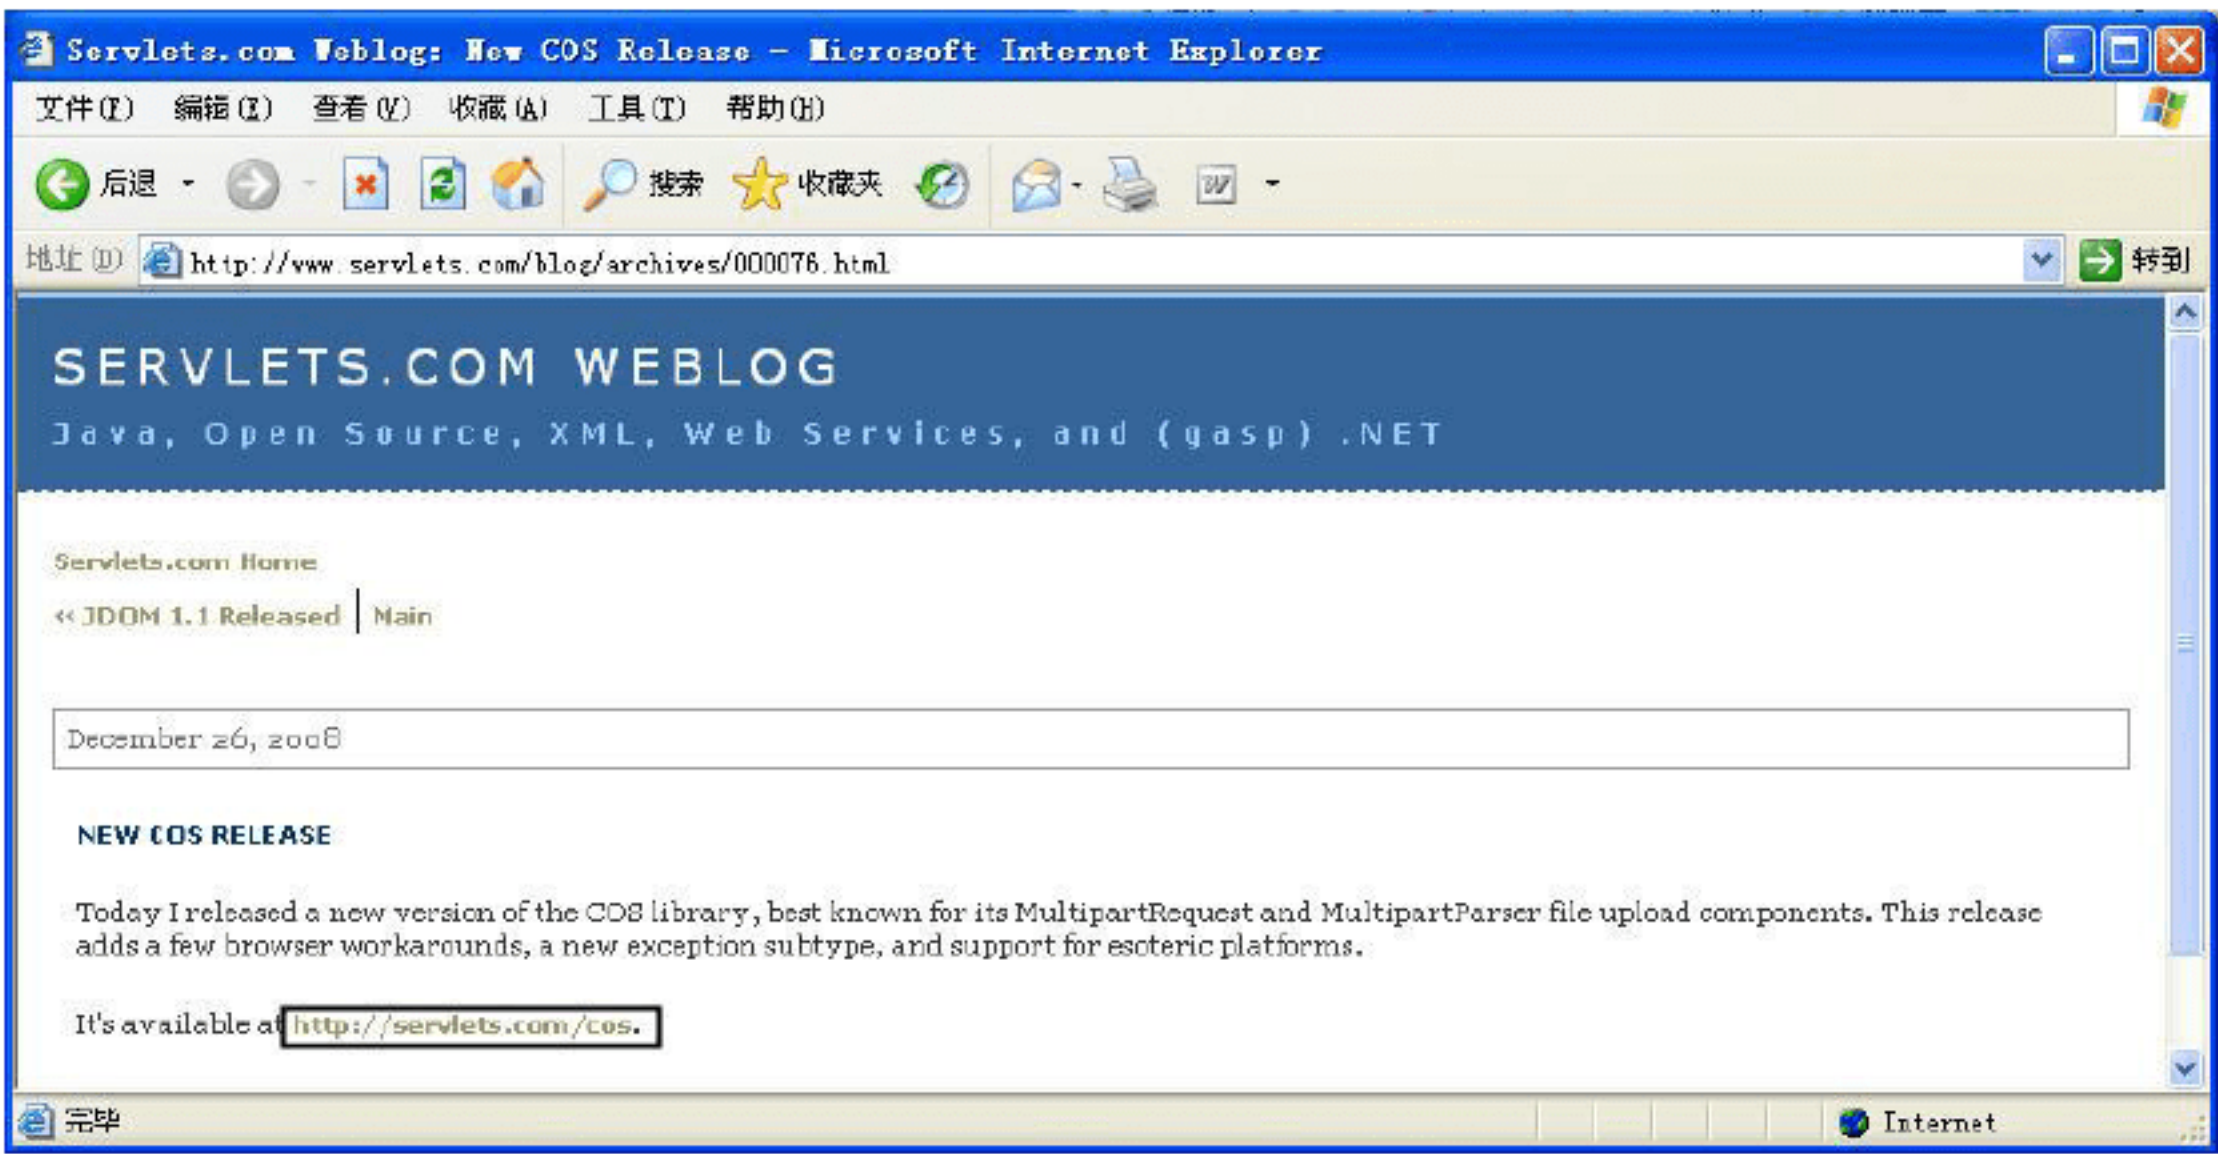 Servlets.com Weblog: New COS Release - Microsoft Internet Explorer
文件(F) 编辑(E) 查看(V) 收藏(A) 工具(T) 帮助(H)
后退 搜索 收藏夹
地址(D) http://www.servlets.com/blog/archives/000076.html 转到
SERVLETS.COM WEBLOG
Java, Open Source, XML, Web Services, and (gasp) .NET
Servlets.com Home
« JDOM 1.1 Released | Main
December 26, 2008
NEW COS RELEASE
Today I released a new version of the COS library, best known for its MultipartRequest and MultipartParser file upload components. This release
adds a few browser workarounds, a new exception subtype, and support for esoteric platforms.
It's available at http://servlets.com/cos.
完毕 Internet